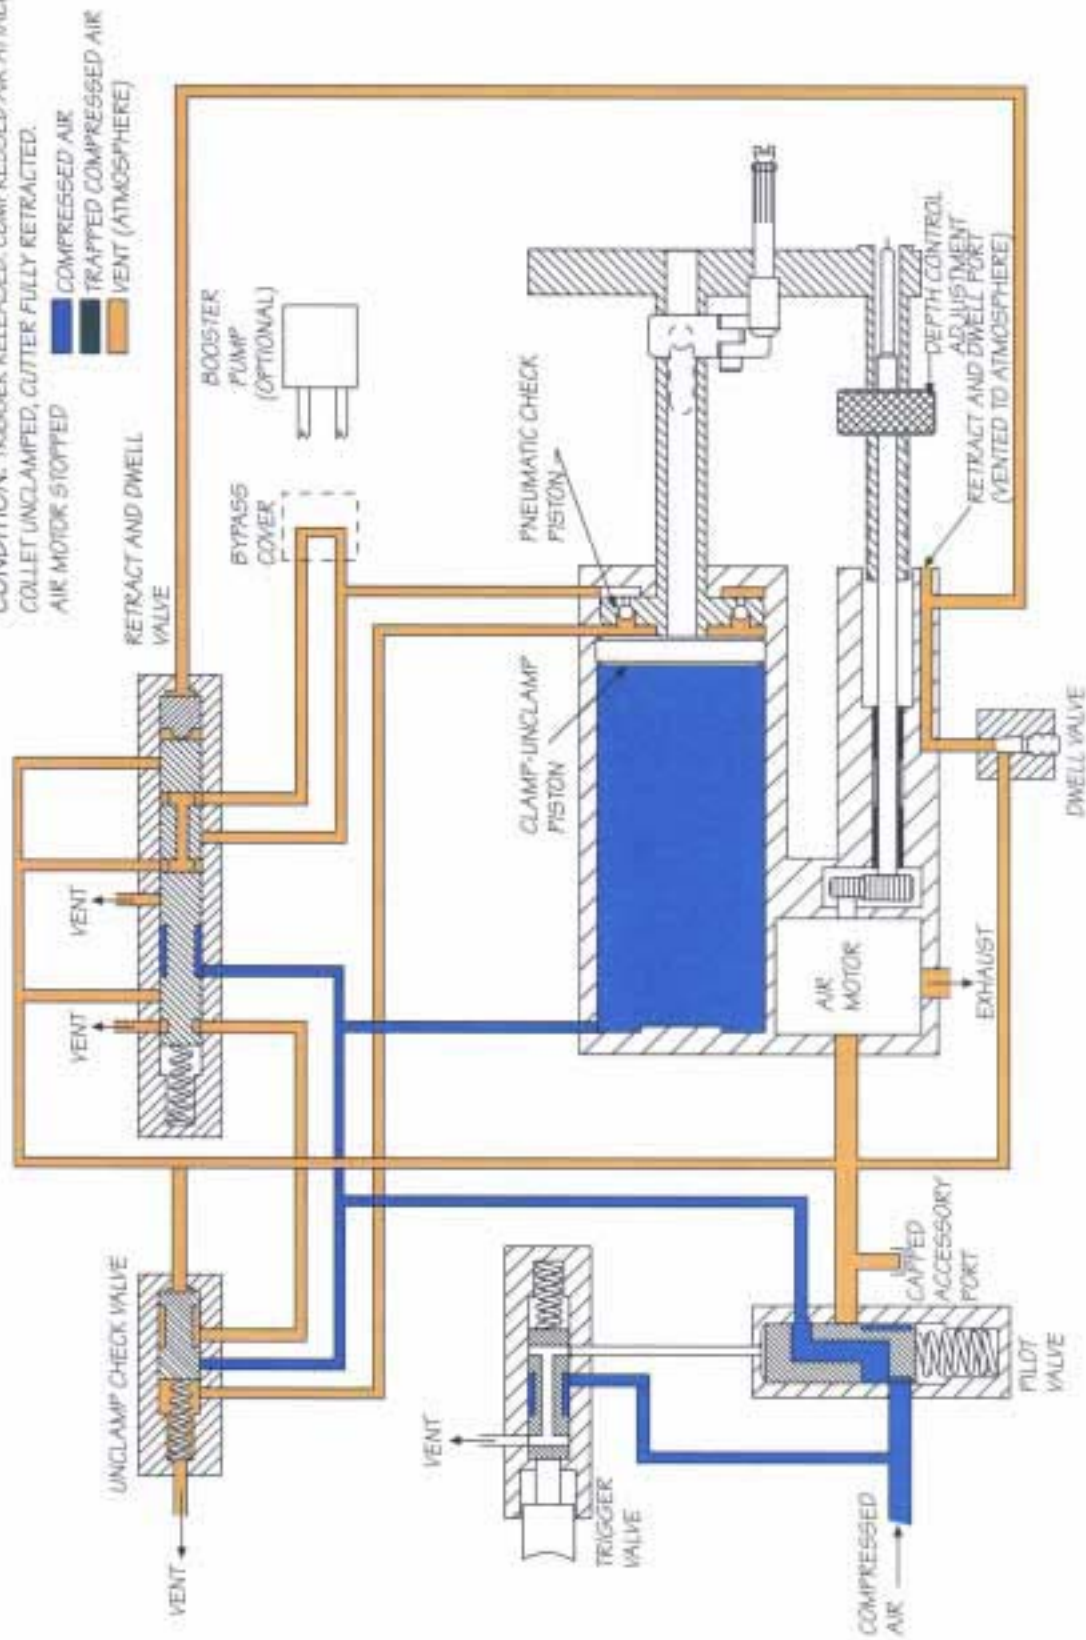 COLLET UNCLAMPED, CUTTER FULLY RETRACTED.
AIR MOTOR STOPPED
COMPRESSED AIR
TRAPPED COMPRESSED AIR
VENT (ATMOSPHERE)
VENT
UNCLAMP CHECK VALVE
VENT
VENT
RETRACT AND DWELL
VALVE
BYPASS
COVER
BOOSTER
PUMP
(OPTIONAL)
VENT
TRIGGER
VALVE
CLAMP-UNCLAMP
PISTON
PNEUMATIC CHECK
PISTON
COMPRESSED
AIR
PILOT
VALVE
CAPPED
ACCESSORY
PORT
AIR
MOTOR
EXHAUST
DWELL VALVE
DEPTH CONTROL
ADJUSTMENT
RETRACT AND DWELL PORT
(VENTED TO ATMOSPHERE)